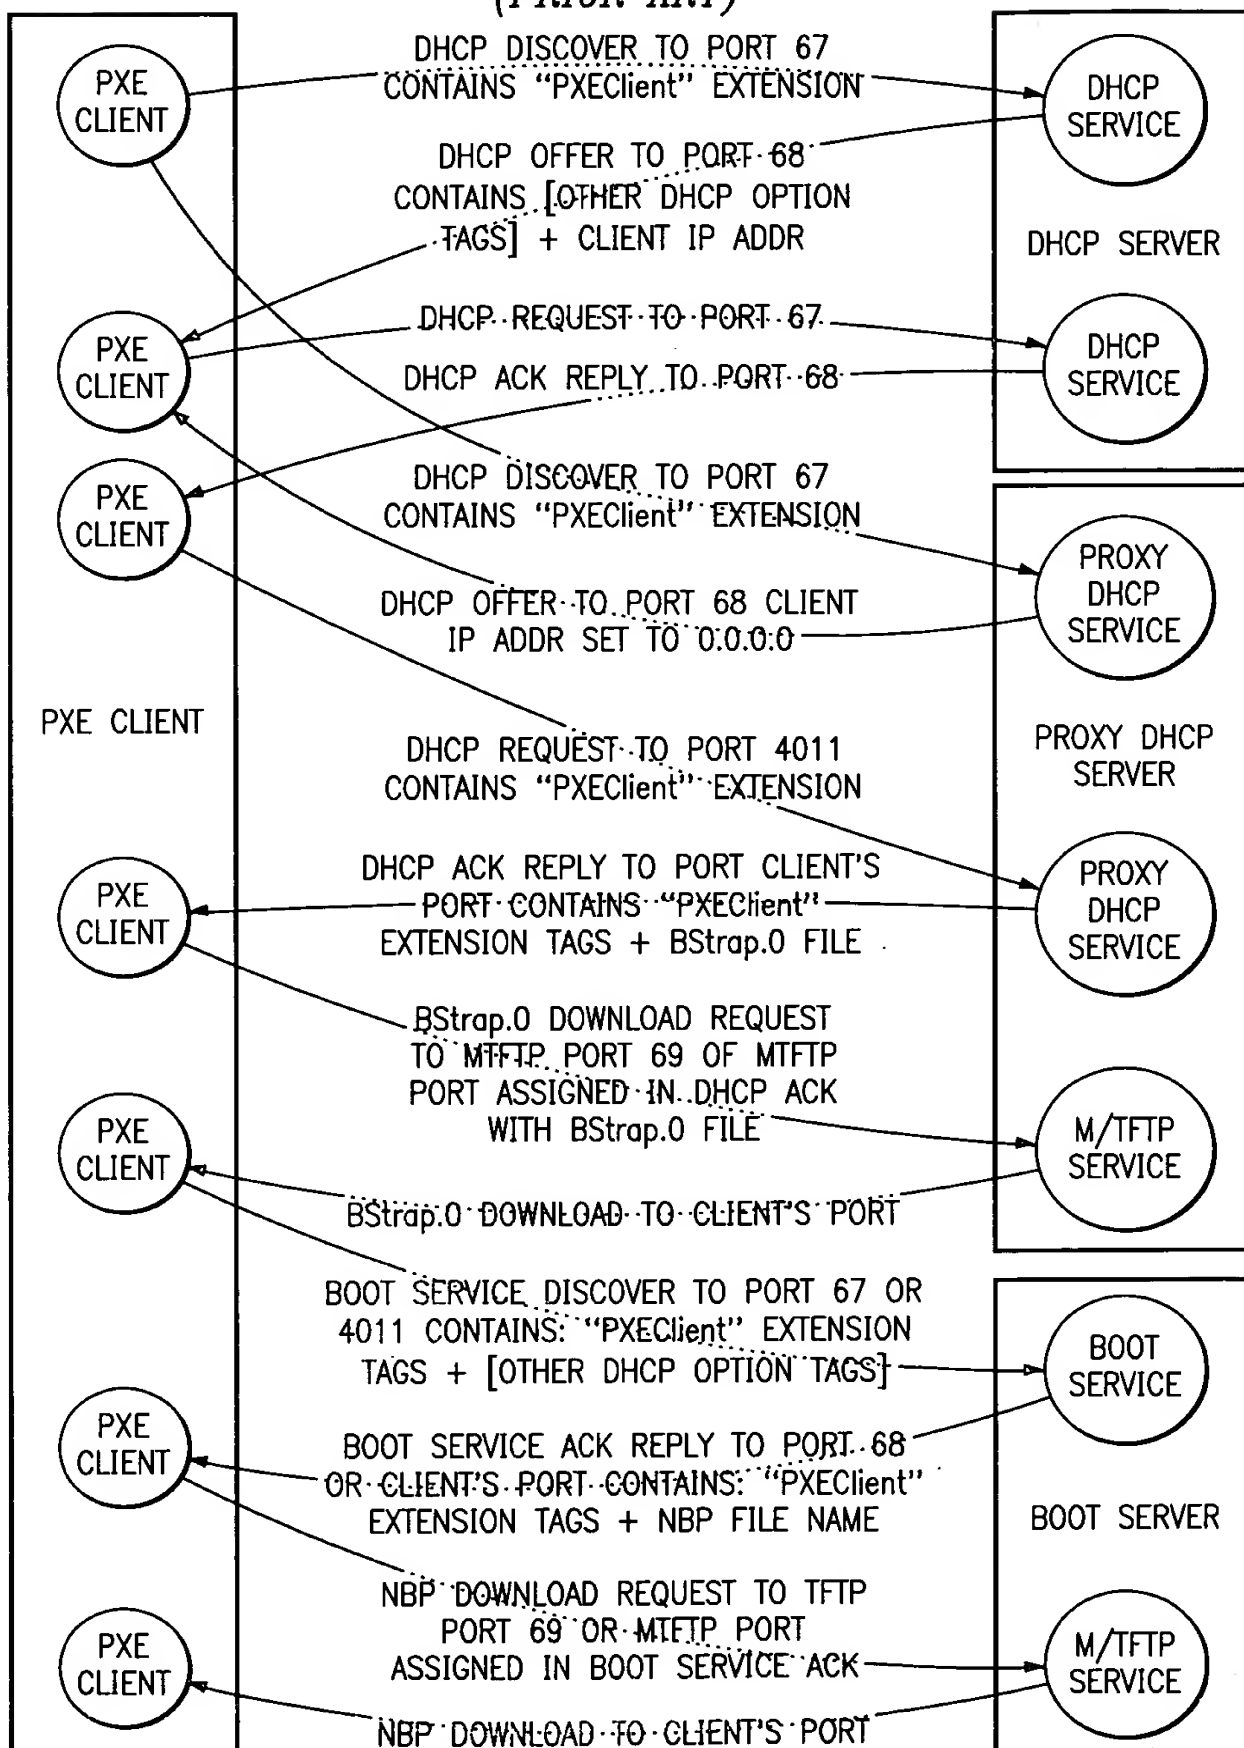 (PRIOR ART)
PXE
CLIENT
DHCP DISCOVER TO PORT 67
CONTAINS “PXEClient” EXTENSION
DHCP
SERVICE
DHCP OFFER TO PORT 68
CONTAINS [OTHER DHCP OPTION
TAGS] + CLIENT IP ADDR
DHCP SERVER
PXE
CLIENT
DHCP REQUEST TO PORT 67
DHCP
SERVICE
DHCP ACK REPLY TO PORT 68
PXE
CLIENT
DHCP DISCOVER TO PORT 67
CONTAINS “PXEClient” EXTENSION
PROXY
DHCP
SERVICE
DHCP OFFER TO PORT 68 CLIENT
IP ADDR SET TO 0.0.0.0
PXE CLIENT
PROXY DHCP
SERVER
DHCP REQUEST TO PORT 4011
CONTAINS “PXEClient” EXTENSION
PXE
CLIENT
DHCP ACK REPLY TO PORT CLIENT'S
PORT CONTAINS “PXEClient”
EXTENSION TAGS + BStrap.0 FILE
PROXY
DHCP
SERVICE
BStrap.0 DOWNLOAD REQUEST
TO MTFTP PORT 69 OF MTFTP
PORT ASSIGNED IN DHCP ACK
WITH BStrap.0 FILE
PXE
CLIENT
M/TFTP
SERVICE
BStrap.0 DOWNLOAD TO CLIENT'S PORT
BOOT SERVICE DISCOVER TO PORT 67 OR
4011 CONTAINS: “PXEClient” EXTENSION
TAGS + [OTHER DHCP OPTION TAGS]
BOOT
SERVICE
PXE
CLIENT
BOOT SERVICE ACK REPLY TO PORT 68
OR CLIENT'S PORT CONTAINS: “PXEClient”
EXTENSION TAGS + NBP FILE NAME
BOOT SERVER
NBP DOWNLOAD REQUEST TO TFTP
PORT 69 OR MTFTP PORT
ASSIGNED IN BOOT SERVICE ACK
PXE
CLIENT
M/TFTP
SERVICE
NBP DOWNLOAD TO CLIENT'S PORT